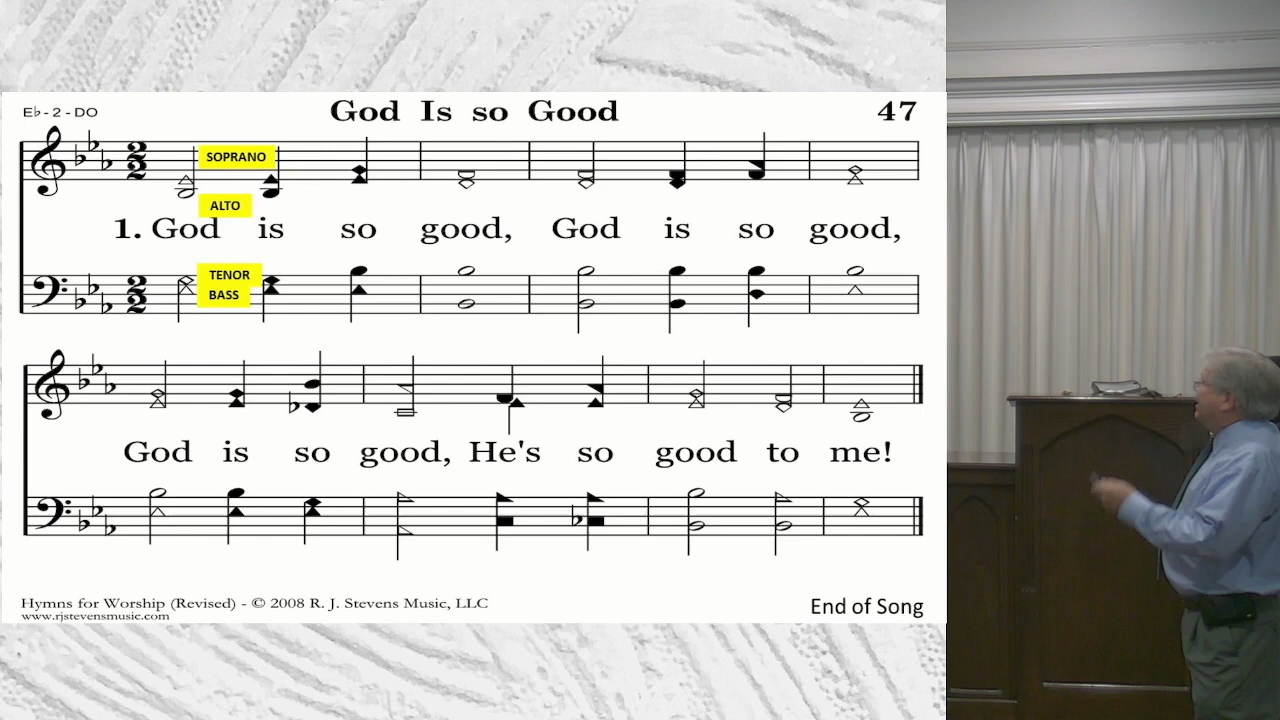 E♭ - 2 - DO
God Is so Good
47
SOPRANO
ALTO
1. God is so good, God is so good,
TENOR
BASS
God is so good, He's so good to me!
Hymns for Worship (Revised) - © 2008 R. J. Stevens Music, LLC
www.rjstevensmusic.com
End of Song